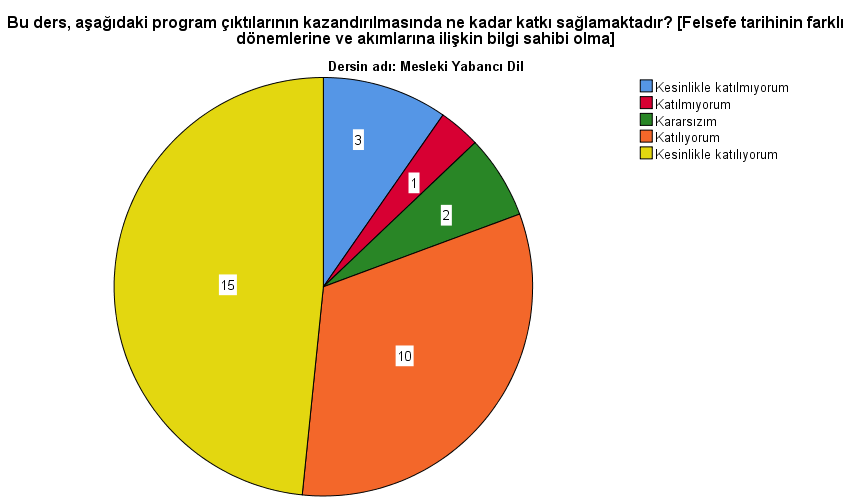 Bu ders, aşağıdaki program çıktılarının kazandırılmasında ne kadar katkı sağlamaktadır? [Felsefe tarihinin farklı
dönemlerine ve akımlarına ilişkin bilgi sahibi olma]
Dersin adı: Mesleki Yabancı Dil
Kesinlikle katılmıyorum
Katılmıyorum
Kararsızım
Katılıyorum
Kesinlikle katılıyorum
3
1
2
15
10